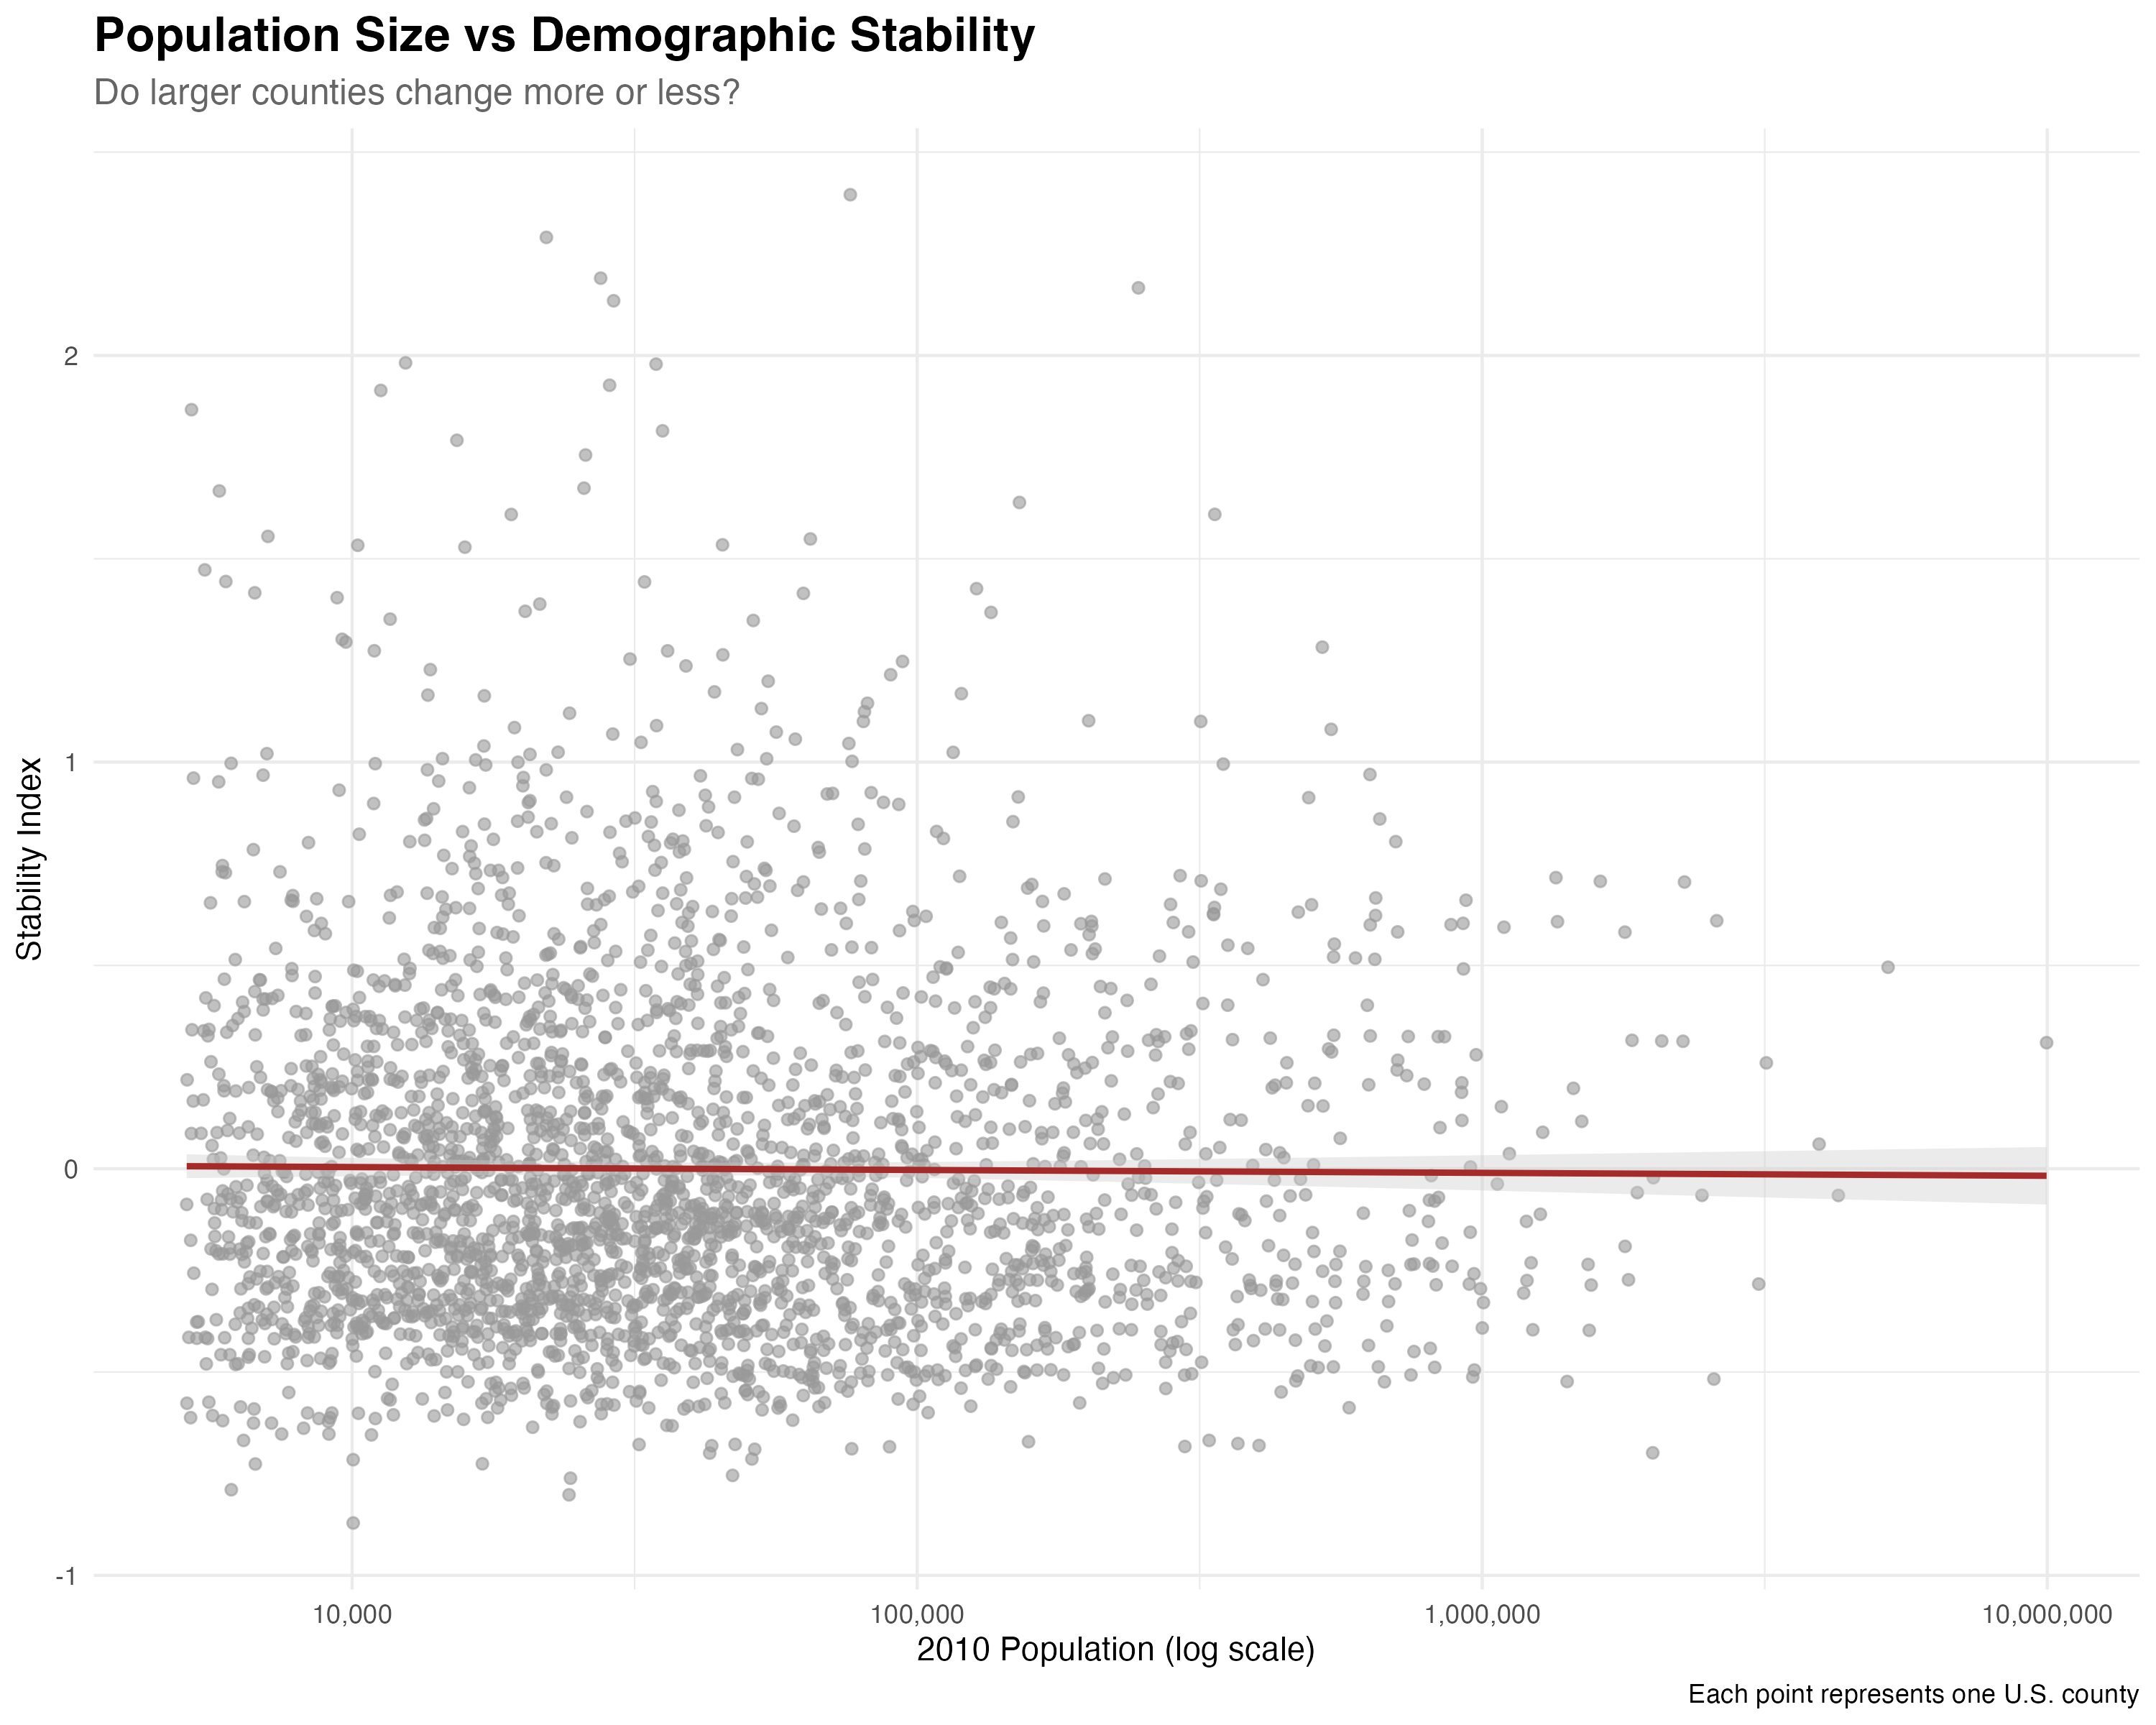 Population Size vs Demographic Stability
Do larger counties change more or less?
Stability Index
2
1
0
-1
10,000
100,000
1,000,000
10,000,000
2010 Population (log scale)
Each point represents one U.S. county